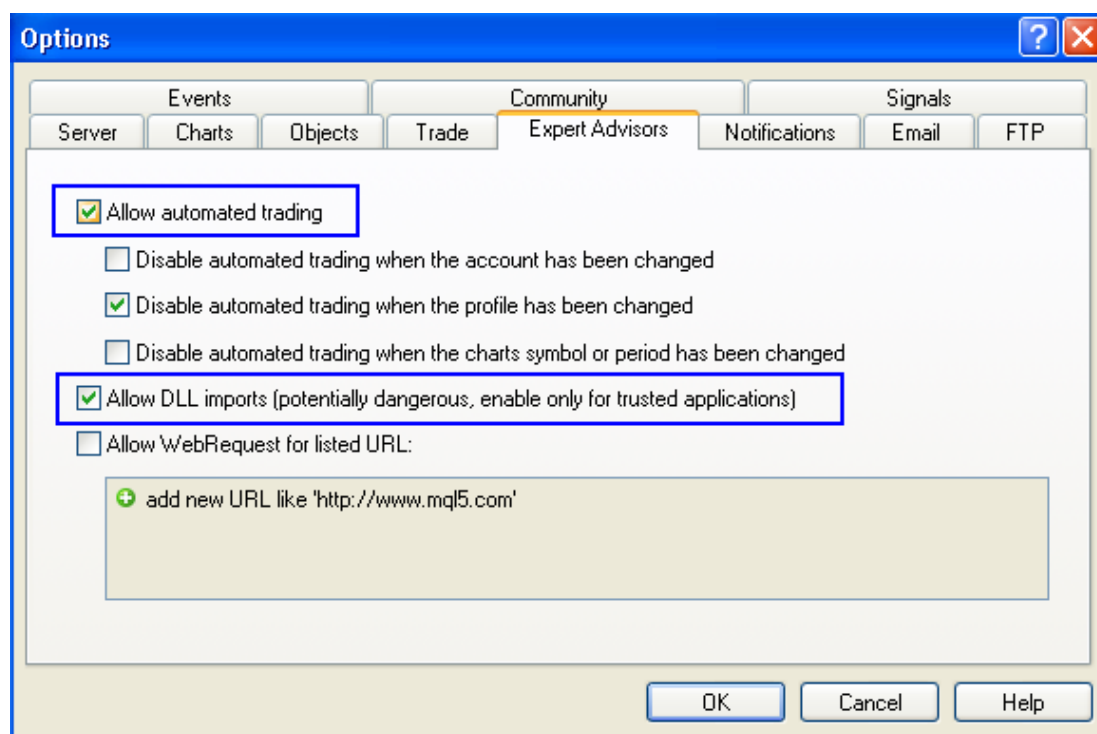 Options
Events Community Signals
Server Charts Objects Trade Expert Advisors Notifications Email FTP
Allow automated trading
Disable automated trading when the account has been changed
Disable automated trading when the profile has been changed
Disable automated trading when the charts symbol or period has been changed
Allow DLL imports (potentially dangerous, enable only for trusted applications)
Allow WebRequest for listed URL:
add new URL like 'http://www.mql5.com'
OK Cancel Help